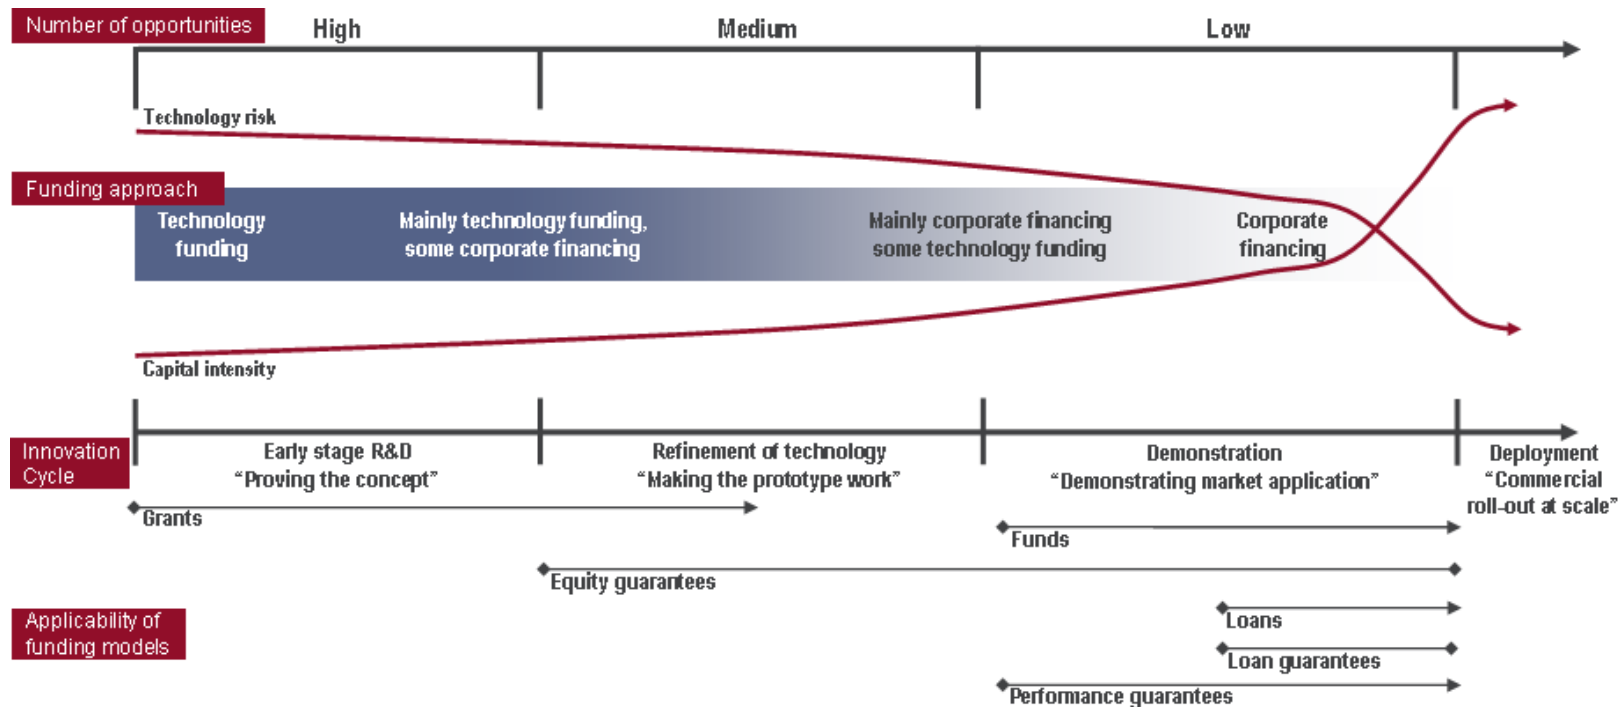 Number of opportunities
High
Medium
Low
Technology risk
Funding approach
Technology
funding
Mainly technology funding,
some corporate financing
Mainly corporate financing
some technology funding
Corporate
financing
Capital intensity
Innovation
Cycle
Early stage R&D
“Proving the concept”
Refinement of technology
“Making the prototype work”
Demonstration
“Demonstrating market application”
Deployment
“Commercial
roll-out at scale”
Grants
Funds
Equity guarantees
Applicability of
funding models
Loans
Loan guarantees
Performance guarantees